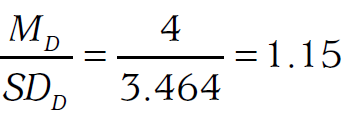 M_D / SD_D = 4 / 3.464 = 1.15